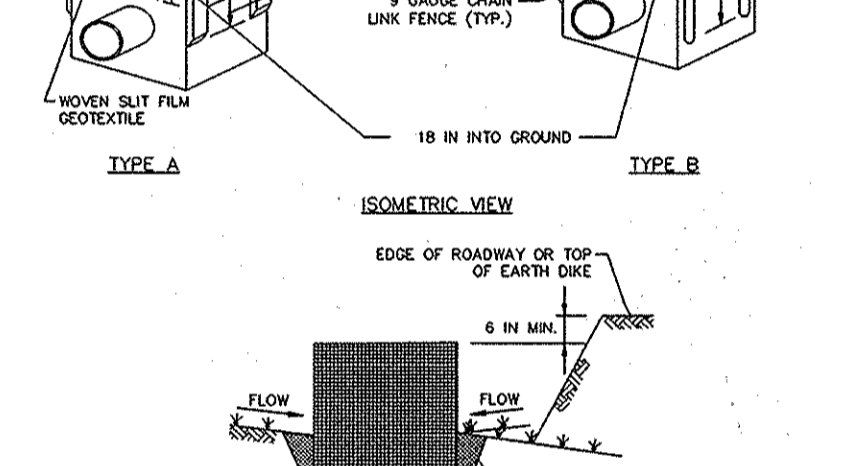 9 GAUGE CHAIN
LINK FENCE (TYP.)
WOVEN SLIT FILM
GEOTEXTILE
18 IN INTO GROUND
TYPE A
TYPE B
ISOMETRIC VIEW
EDGE OF ROADWAY OR TOP
OF EARTH DIKE
6 IN MIN.
FLOW
FLOW